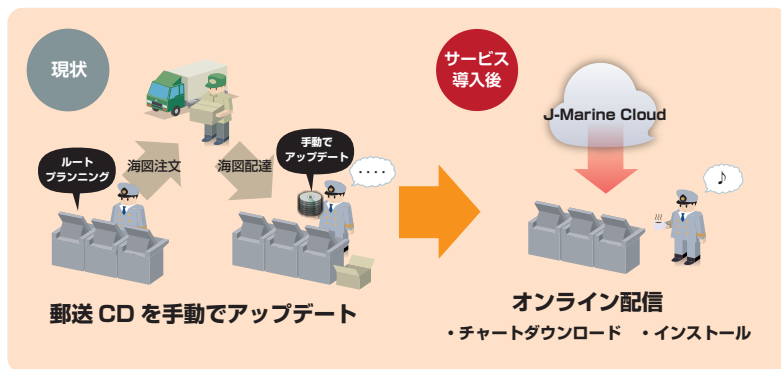 現状
サービス
導入後
J-Marine Cloud
手動で
アップデート
ルート
プランニング
海図注文
海図配達
････
♪
郵送 CD を手動でアップデート
オンライン配信
・チャートダウンロード ・インストール